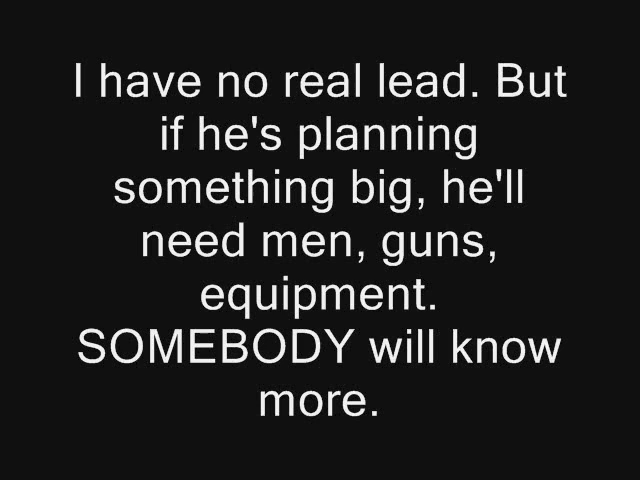 I have no real lead. But
if he's planning
something big, he'll
need men, guns,
equipment.
SOMEBODY will know
more.